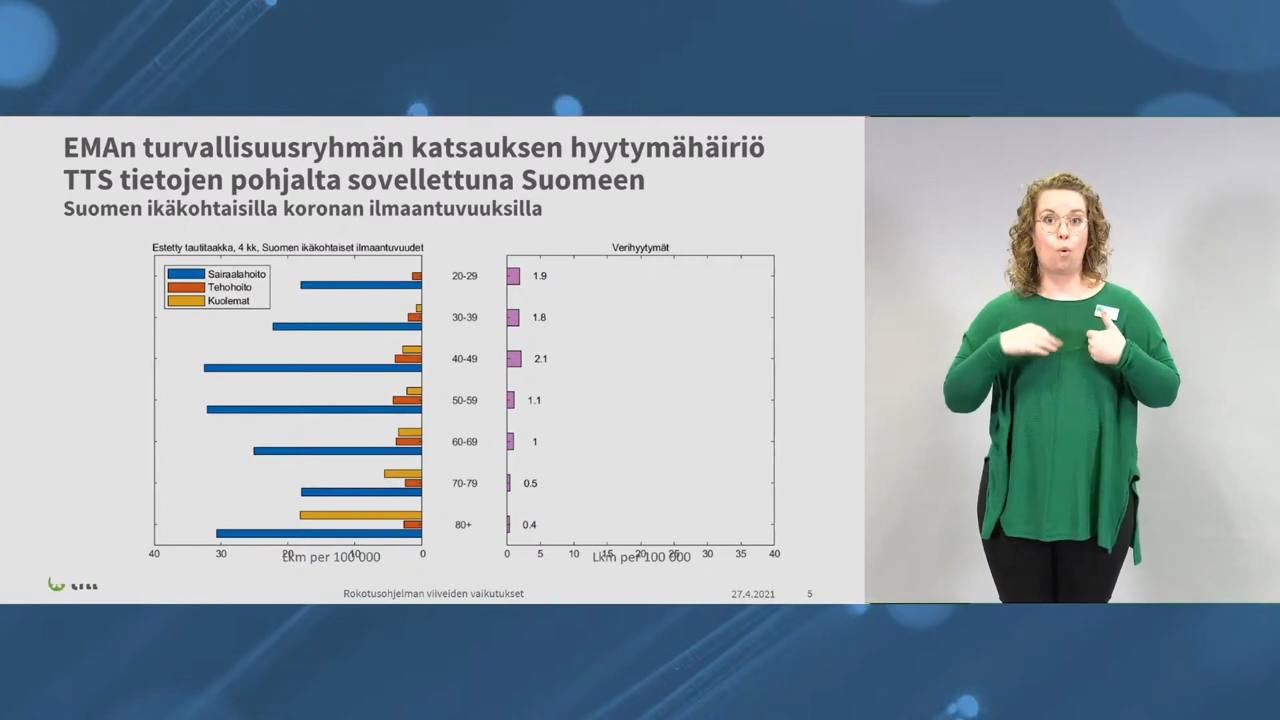 EMAn turvallisuusryhmän katsauksen hyytymähäiriö
TTS tietojen pohjalta sovellettuna Suomeen
Suomen ikäkohtaisilla koronan ilmaantuvuuksilla
Estetty tautitaakka, 4 kk, Suomen ikäkohtaiset ilmaantuvuudet
Verihyytymät
Sairaalahoito
Tehohoito
Kuolemat
20-29 1.9
30-39 1.8
40-49 2.1
50-59 1.1
60-69 1
70-79 0.5
80+ 0.4
40 30 20 10 0
0 5 10 15 20 25 30 35 40
Lkm per 100 000
Lkm per 100 000
Rokotusohjelman viiveiden vaikutukset 27.4.2021 5